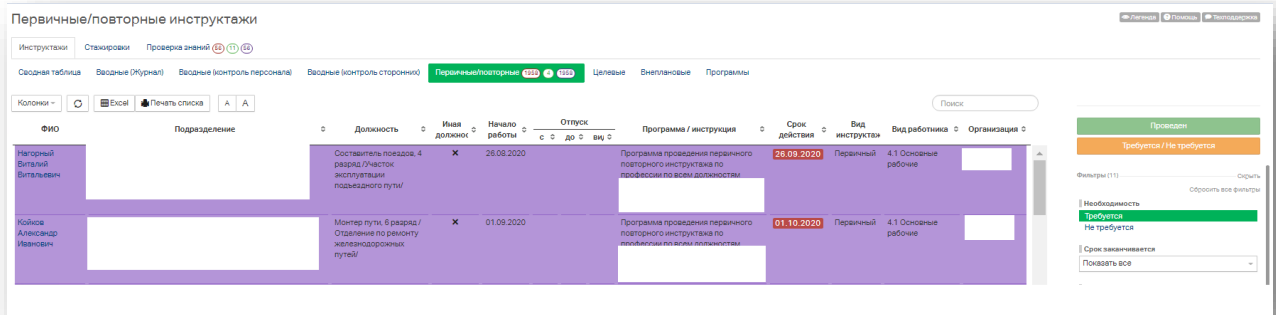 Первичные/повторные инструктажи
Легенда Помощь Техподдержка
Инструктажи Стажировки Проверка знаний 56 11 56
Сводная таблица Вводные (Журнал) Вводные (контроль персонала) Вводные (контроль сторонних) Первичные/повторные 1958 4 1958 Целевые Внеплановые Программы
Колонки Excel Печать списка A A Поиск
ФИО Подразделение Должность Иная должнос Начало работы Отпуск с до ви Программа / инструкция Срок действия Вид инструктаж Вид работника Организация
Нагорный 26.08.2020 Программа проведения первичного 26.09.2020 Первичный 4.1 Основные
Виталий повторного инструктажа по рабочие
Витальевич профессии по всем должностям
Составитель поездов, 4
разряд /Участок
эксплуатации
подъездного пути/
Койков Монтер пути, 6 разряд / 01.09.2020 Программа проведения первичного 01.10.2020 Первичный 4.1 Основные
Александр Отделение по ремонту повторного инструктажа по рабочие
Иванович железнодорожных профессии по всем должностям
путей/
Проведен
Требуется / Не требуется
Фильтры (11) Скрыть
Сбросить все фильтры
Необходимость
Требуется
Не требуется
Срок заканчивается
Показать все